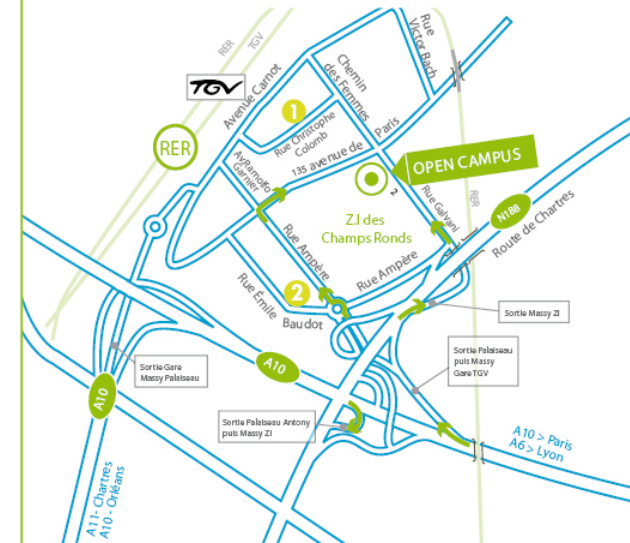 RER
TGV
Rue
Victor Bach
TGV
Avenue Carnot
Chemin
des Femmes
1
RER
Rue Christophe
Colomb
135 avenue de Paris
OPEN CAMPUS
Av Ramolfo
Garnier
2
Rue Galvani
RER
N188
Z.I des
Champs Ronds
Route de Chartres
Rue Ampère
Rue Ampère
Rue Émile
Baudot
2
Sortie Massy ZI
Sortie Gare
Massy Palaiseau
A10
Sortie Palaiseau
puis Massy
Gare TGV
A10
Sortie Palaiseau Antony
puis Massy ZI
A10 > Paris
A6 > Lyon
A11- Chartres
A10 - Orléans